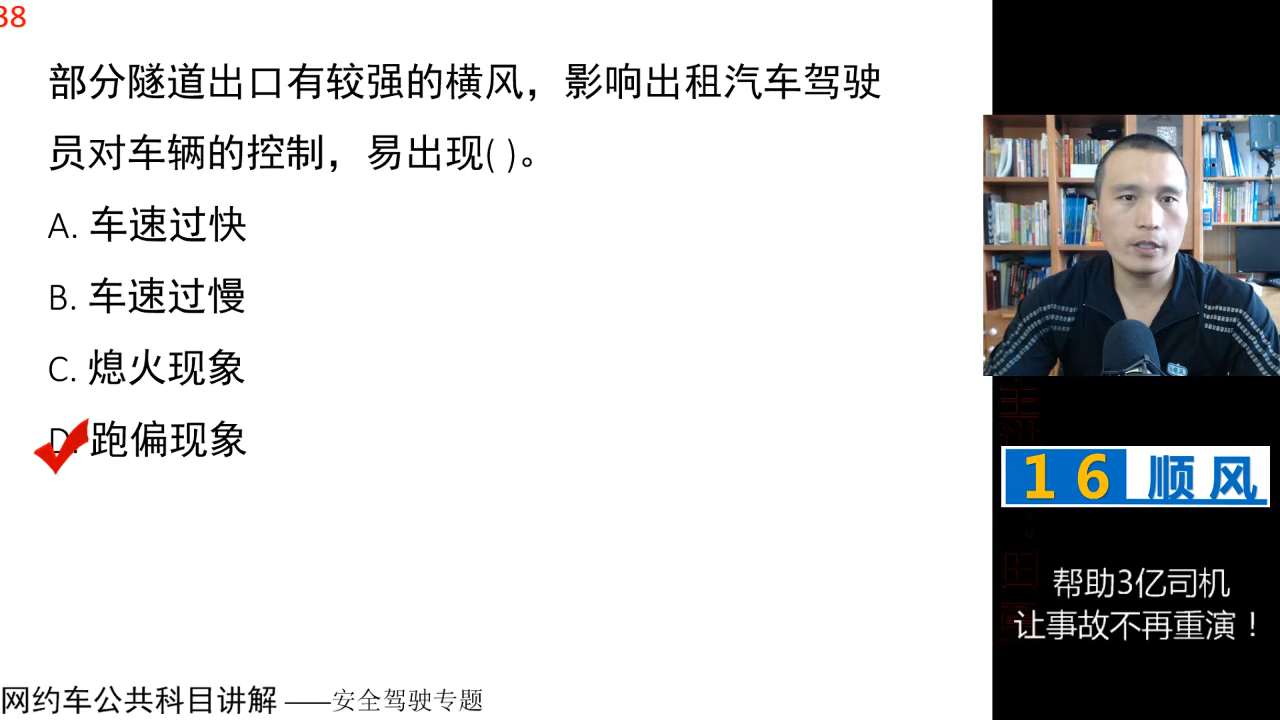 38
部分隧道出口有较强的横风，影响出租汽车驾驶
员对车辆的控制，易出现( )。
A. 车速过快
B. 车速过慢
C. 熄火现象
D. 跑偏现象
网约车公共科目讲解 ——安全驾驶专题
16 顺风
帮助3亿司机
让事故不再重演！